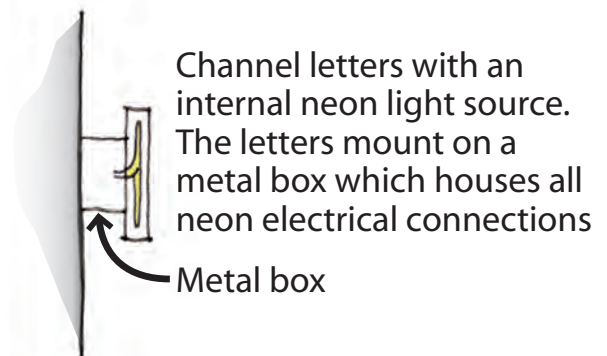 Channel letters with an
internal neon light source.
The letters mount on a
metal box which houses all
neon electrical connections
Metal box